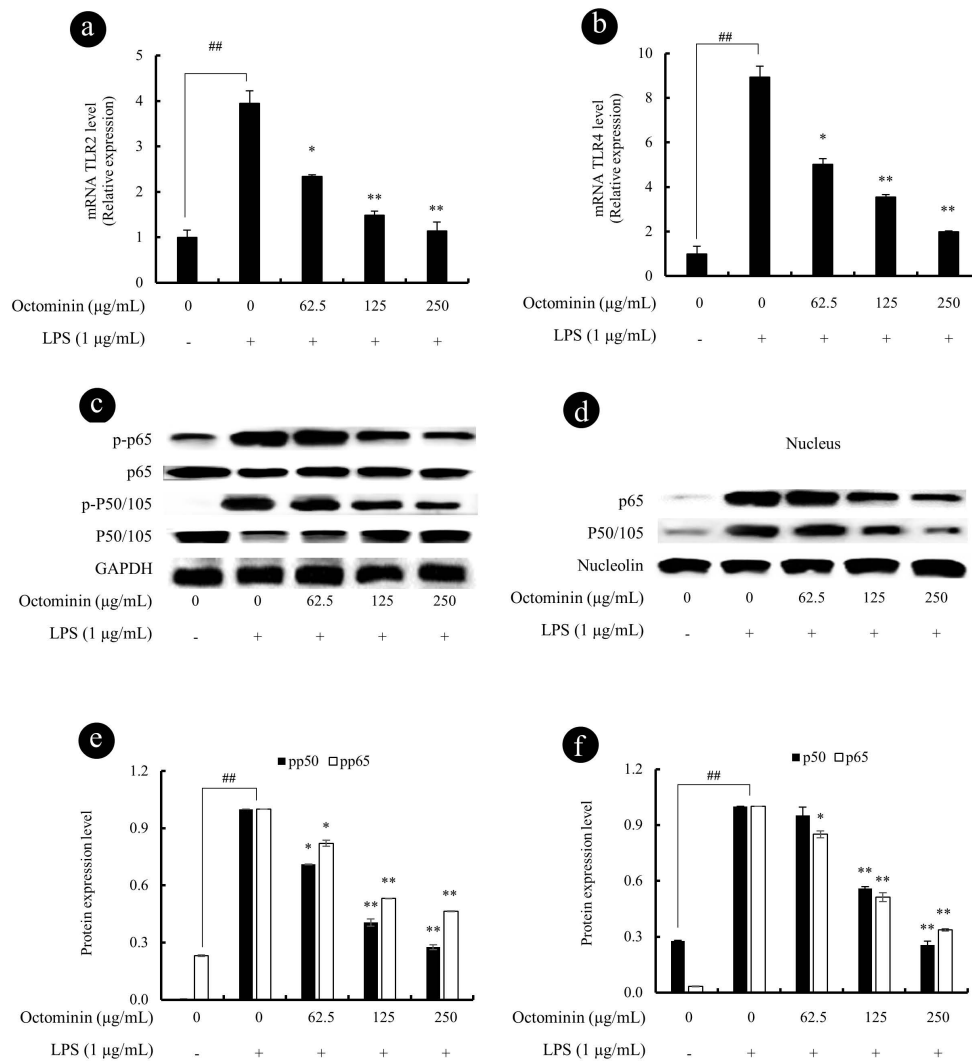 a
##
5
4
3
2
1
0
mRNA TLR2 level
(Relative expression)
*
**
**
Octominin (µg/mL) 0 0 62.5 125 250
LPS (1 µg/mL) - + + + +
b
##
10
8
6
4
2
0
mRNA TLR4 level
(Relative expression)
*
**
**
Octominin (µg/mL) 0 0 62.5 125 250
LPS (1 µg/mL) - + + + +
c
p-p65
p65
p-P50/105
P50/105
GAPDH
Octominin (µg/mL) 0 0 62.5 125 250
LPS (1 µg/mL) - + + + +
d
Nucleus
p65
P50/105
Nucleolin
Octominin (µg/mL) 0 0 62.5 125 250
LPS (1 µg/mL) - + + + +
e
pp50 pp65
##
1.2
0.9
0.6
0.3
0.0
Protein expression level
* *
** **
** **
Octominin (µg/mL) 0 0 62.5 125 250
LPS (1 µg/mL) - + + + +
f
p50 p65
##
1.2
0.9
0.6
0.3
0.0
Protein expression level
*
** **
** **
Octominin (µg/mL) 0 0 62.5 125 250
LPS (1 µg/mL) - + + + +